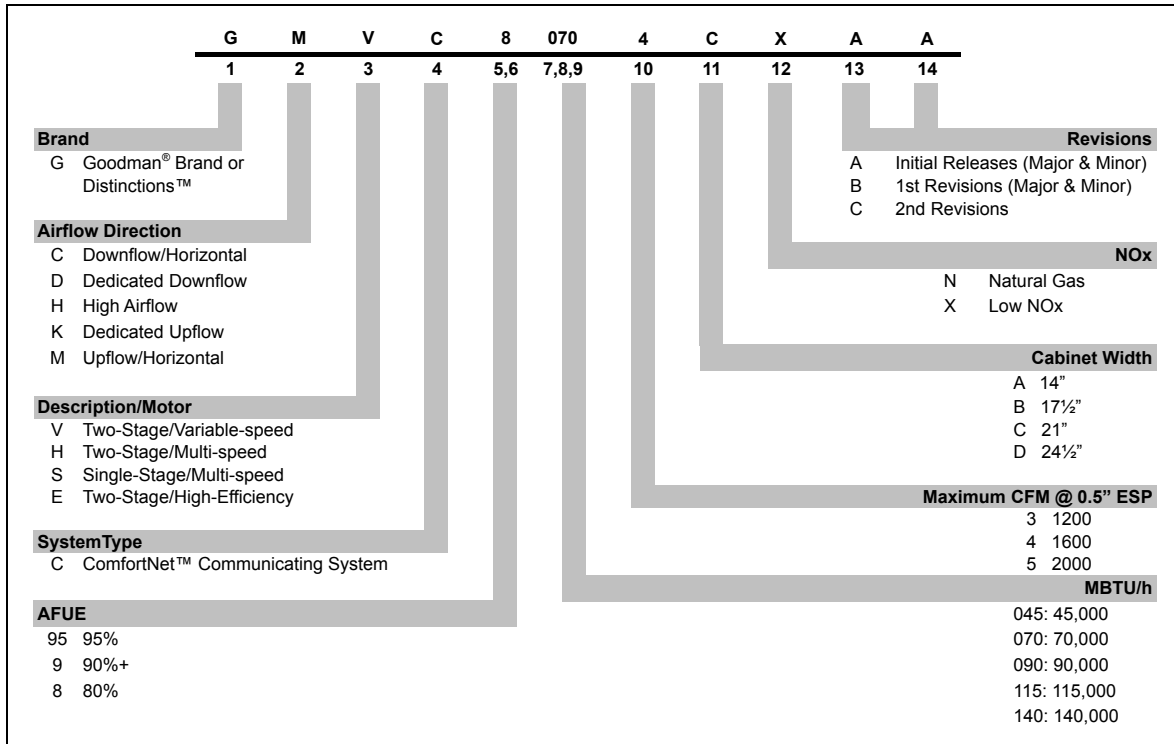 G M V C 8 070 4 C X A A
1 2 3 4 5,6 7,8,9 10 11 12 13 14
Brand
G Goodman® Brand or
Distinctions™
Airflow Direction
C Downflow/Horizontal
D Dedicated Downflow
H High Airflow
K Dedicated Upflow
M Upflow/Horizontal
Description/Motor
V Two-Stage/Variable-speed
H Two-Stage/Multi-speed
S Single-Stage/Multi-speed
E Two-Stage/High-Efficiency
SystemType
C ComfortNet™ Communicating System
AFUE
95 95%
9 90%+
8 80%
Revisions
A Initial Releases (Major & Minor)
B 1st Revisions (Major & Minor)
C 2nd Revisions
NOx
N Natural Gas
X Low NOx
Cabinet Width
A 14”
B 17½”
C 21”
D 24½”
Maximum CFM @ 0.5” ESP
3 1200
4 1600
5 2000
MBTU/h
045: 45,000
070: 70,000
090: 90,000
115: 115,000
140: 140,000